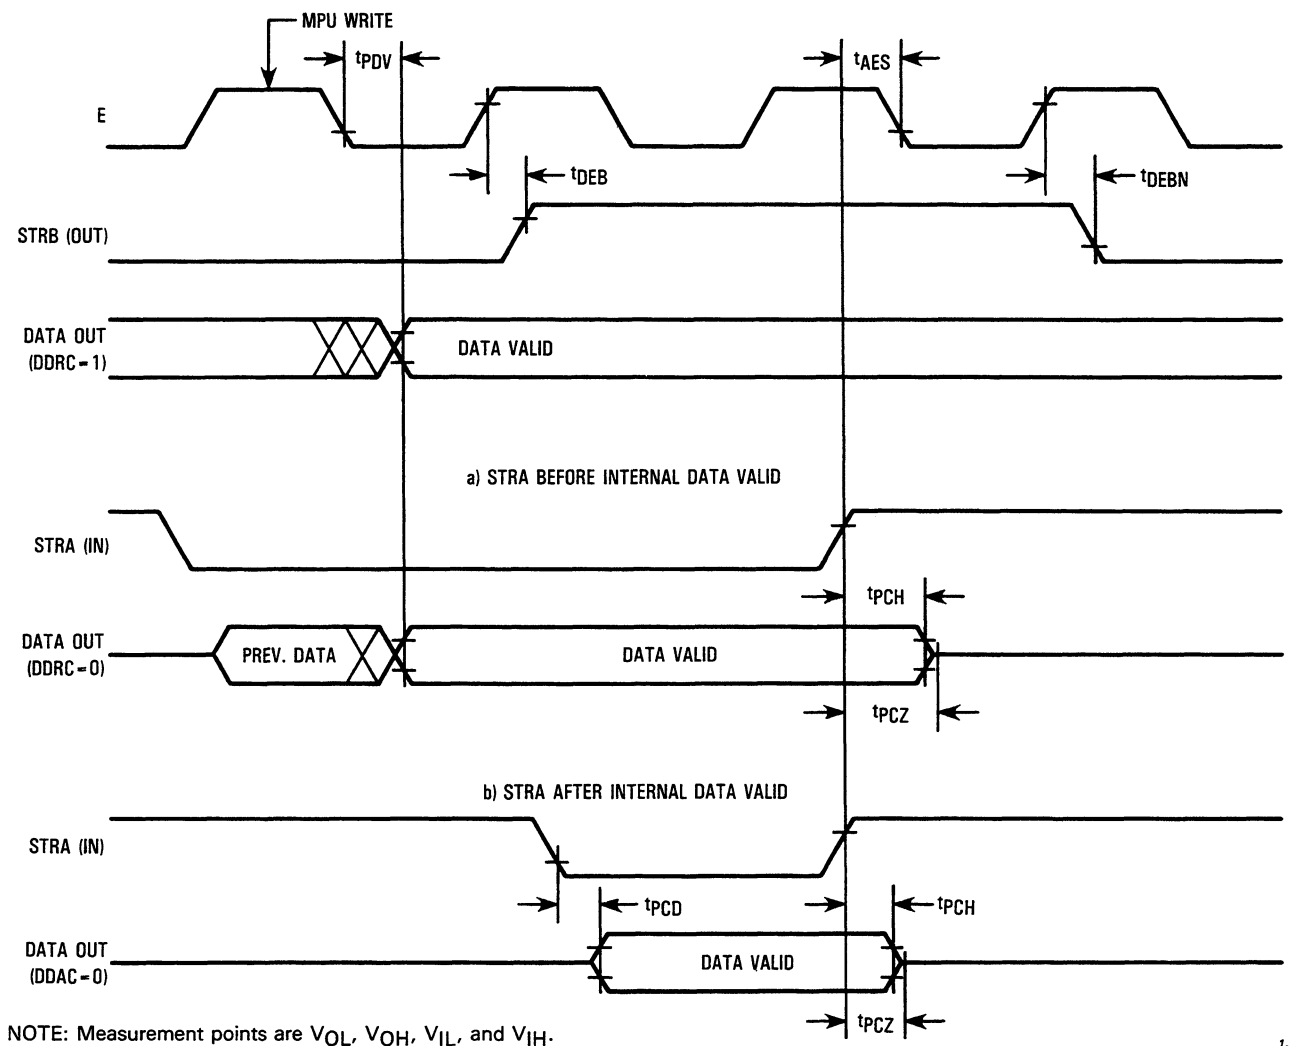 MPU WRITE
tPDV
tAES
E
tDEB
tDEBN
STRB (OUT)
DATA OUT
(DDRC=1)
DATA VALID
a) STRA BEFORE INTERNAL DATA VALID
STRA (IN)
tPCH
DATA OUT
(DDRC=0)
PREV. DATA
DATA VALID
tPCZ
b) STRA AFTER INTERNAL DATA VALID
STRA (IN)
tPCD
tPCH
DATA OUT
(DDAC=0)
DATA VALID
tPCZ
NOTE: Measurement points are VOL, VOH, VIL, and VIH.